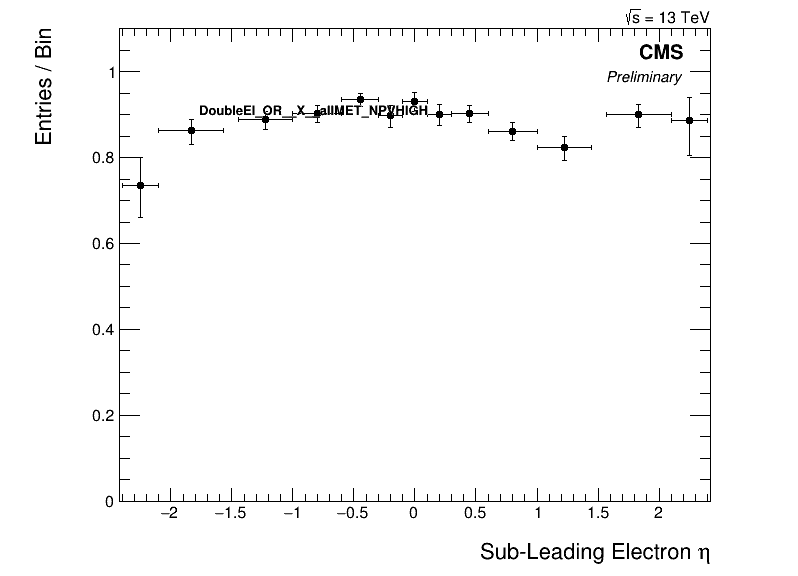 √s = 13 TeV
CMS
Preliminary
Entries / Bin
1
0.8
0.6
0.4
0.2
0
−2 −1.5 −1 −0.5 0 0.5 1 1.5 2
Sub-Leading Electron η